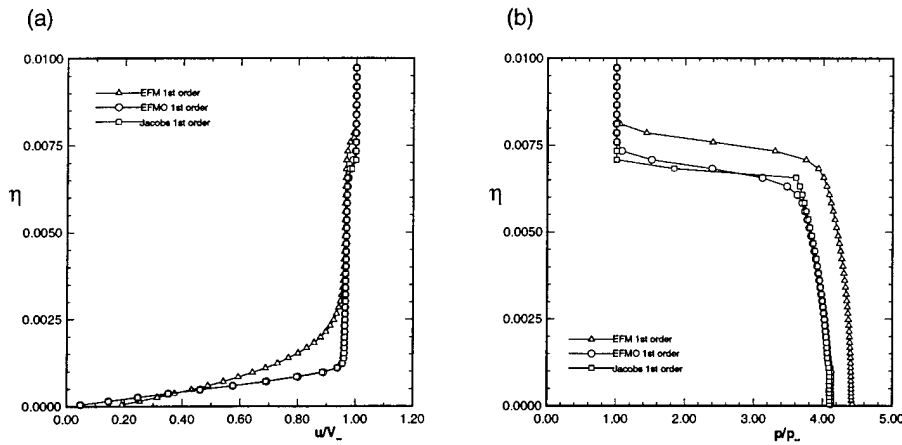 (a)
0.0100
EFM 1st order
EFMO 1st order
Jacobs 1st order
0.0075
η
0.0050
0.0025
0.0000
0.00 0.20 0.40 0.60 0.80 1.00 1.20
u/V_
(b)
0.0100
0.0075
η
0.0050
0.0025
EFM 1st order
EFMO 1st order
Jacobs 1st order
0.0000
0.00 1.00 2.00 3.00 4.00 5.00
p/p_